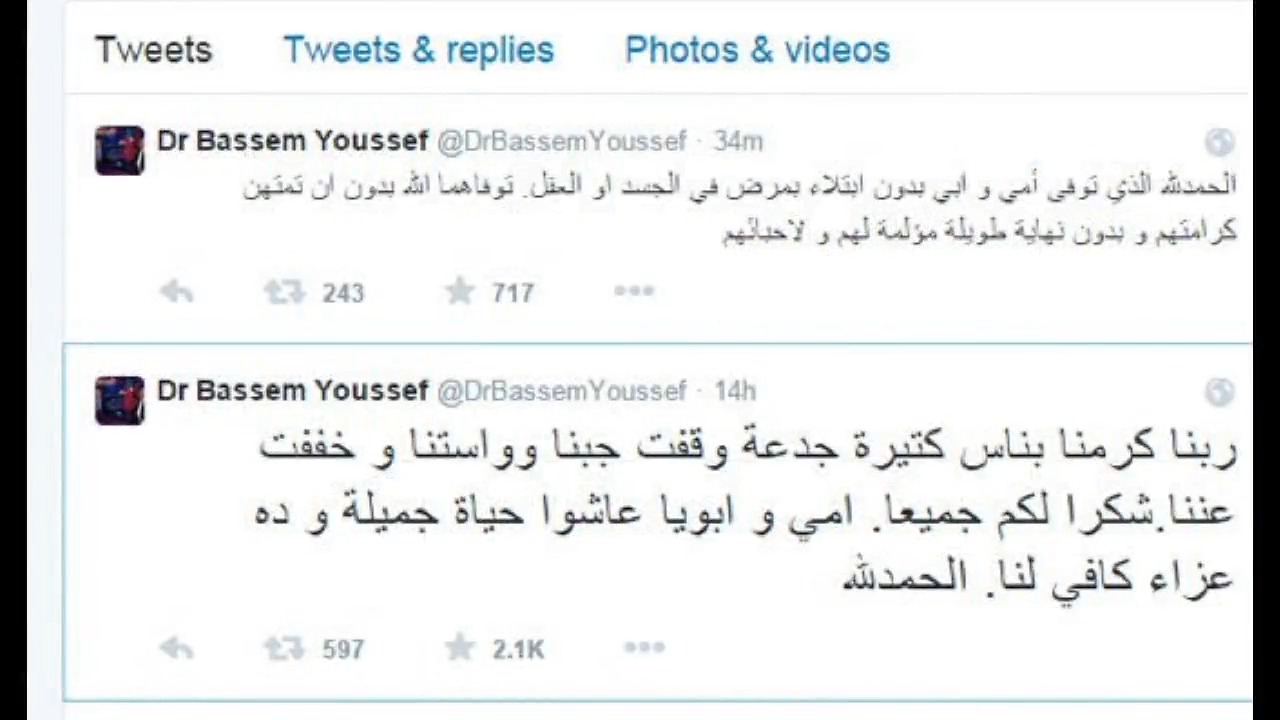 Tweets Tweets & replies Photos & videos
Dr Bassem Youssef @DrBassemYoussef · 34m
الحمدلله الذي توفى أمي و ابي بدون ابتلاء بمرض في الجسد او العقل. توفاهما الله بدون ان تمتهن
كرامتهم و بدون نهاية طويلة مؤلمة لهم و لاحبائهم
243 717
Dr Bassem Youssef @DrBassemYoussef · 14h
ربنا كرمنا بناس كتيرة جدعة وقفت جبنا وواستنا و خففت
عننا.شكرا لكم جميعا. امي و ابويا عاشوا حياة جميلة و ده
عزاء كافي لنا. الحمدلله
597 2.1K